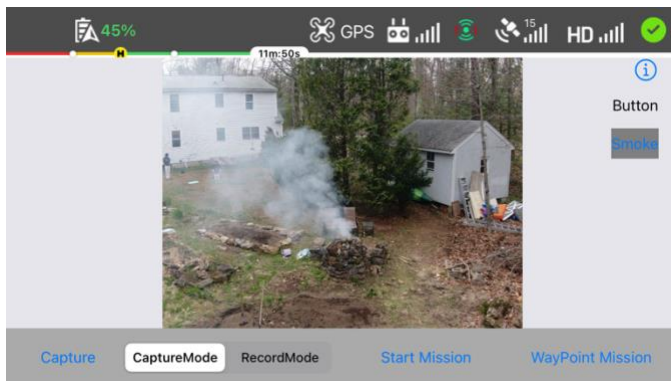 45%
GPS
15
HD
H
11m:50s
Button
Smoke
Capture
CaptureMode
RecordMode
Start Mission
WayPoint Mission